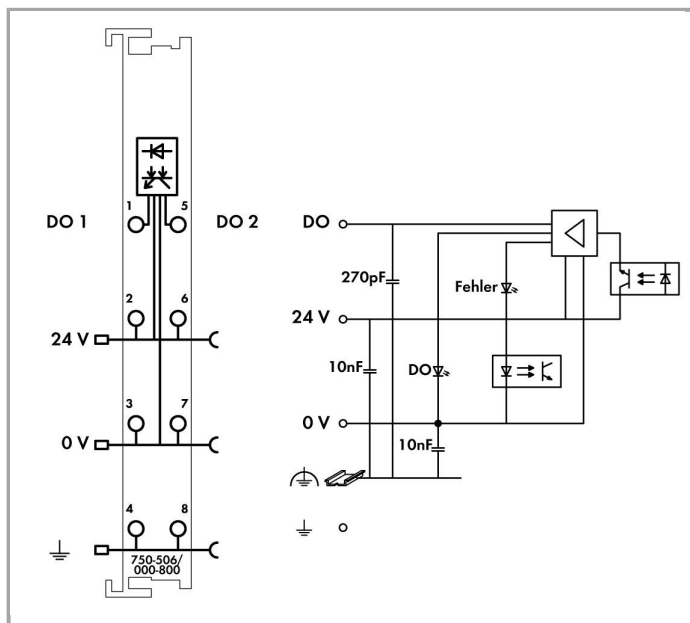 1 5
DO 1 DO 2 DO
270pF
Fehler
2 6
24 V 24 V
10nF DO
3 7
0 V 0 V
10nF
4 8
750-506/
000-800